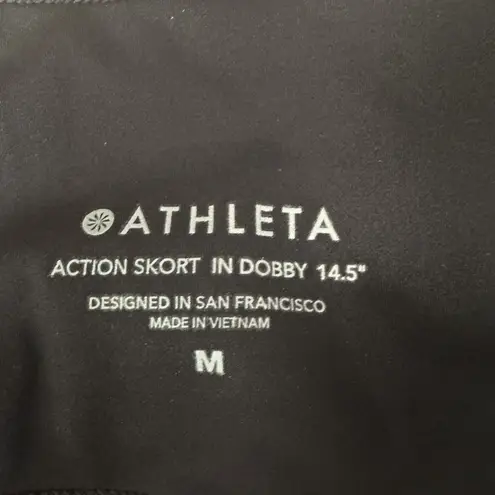 ATHLETA
ACTION SKORT IN DOBBY 14.5"
DESIGNED IN SAN FRANCISCO
MADE IN VIETNAM
M